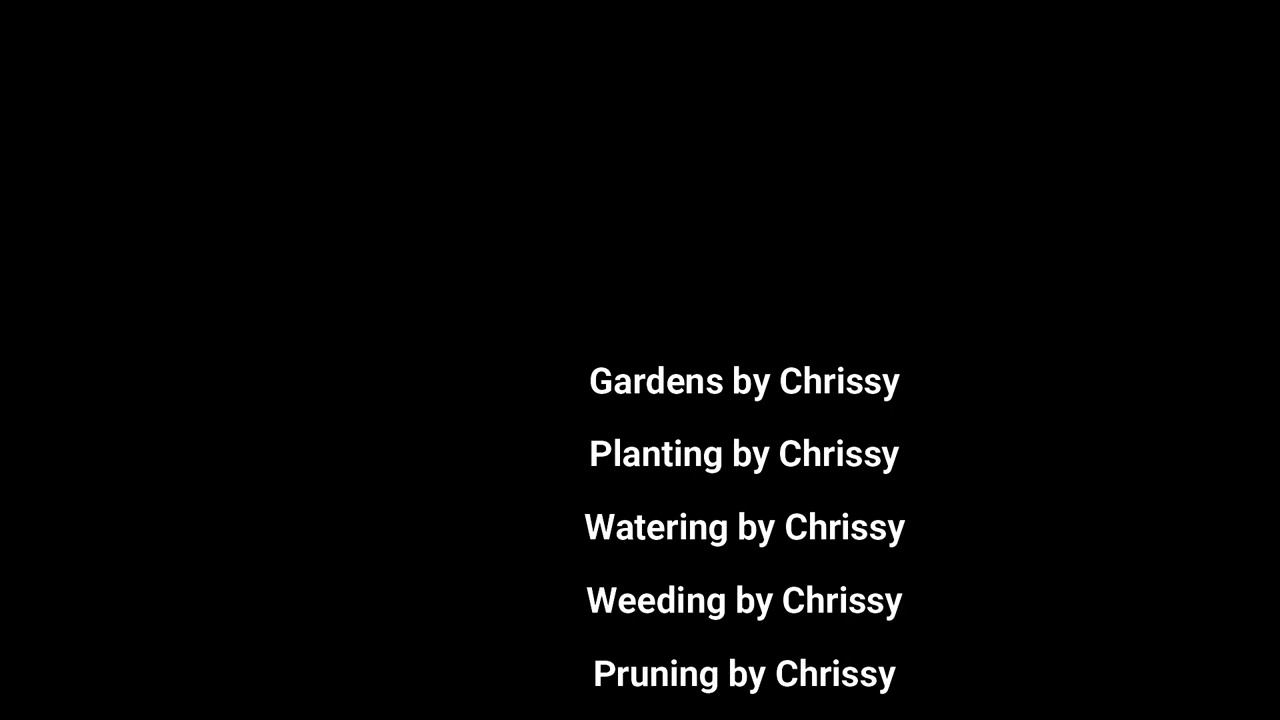 Gardens by Chrissy
Planting by Chrissy
Watering by Chrissy
Weeding by Chrissy
Pruning by Chrissy